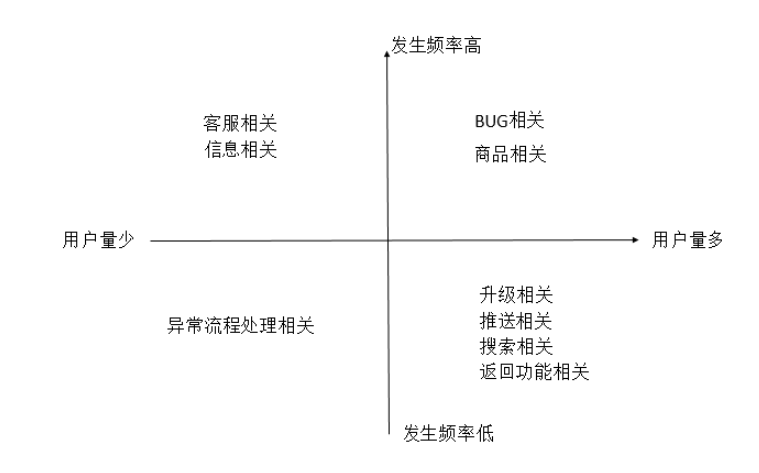 发生频率高
客服相关
信息相关
BUG相关
商品相关
用户量少
用户量多
异常流程处理相关
升级相关
推送相关
搜索相关
返回功能相关
发生频率低